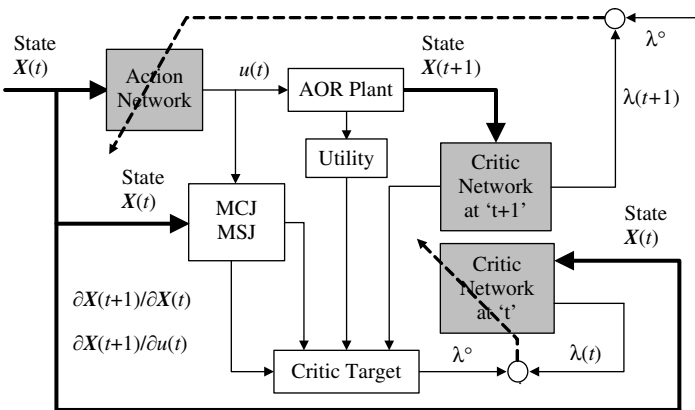 State
X(t)
Action
Network
u(t)
AOR Plant
State
X(t+1)
λ°
λ(t+1)
Utility
Critic
Network
at ‘t+1’
State
X(t)
MCJ
MSJ
State
X(t)
Critic
Network
at ‘t’
∂X(t+1)/∂X(t)
∂X(t+1)/∂u(t)
Critic Target
λ°
λ(t)